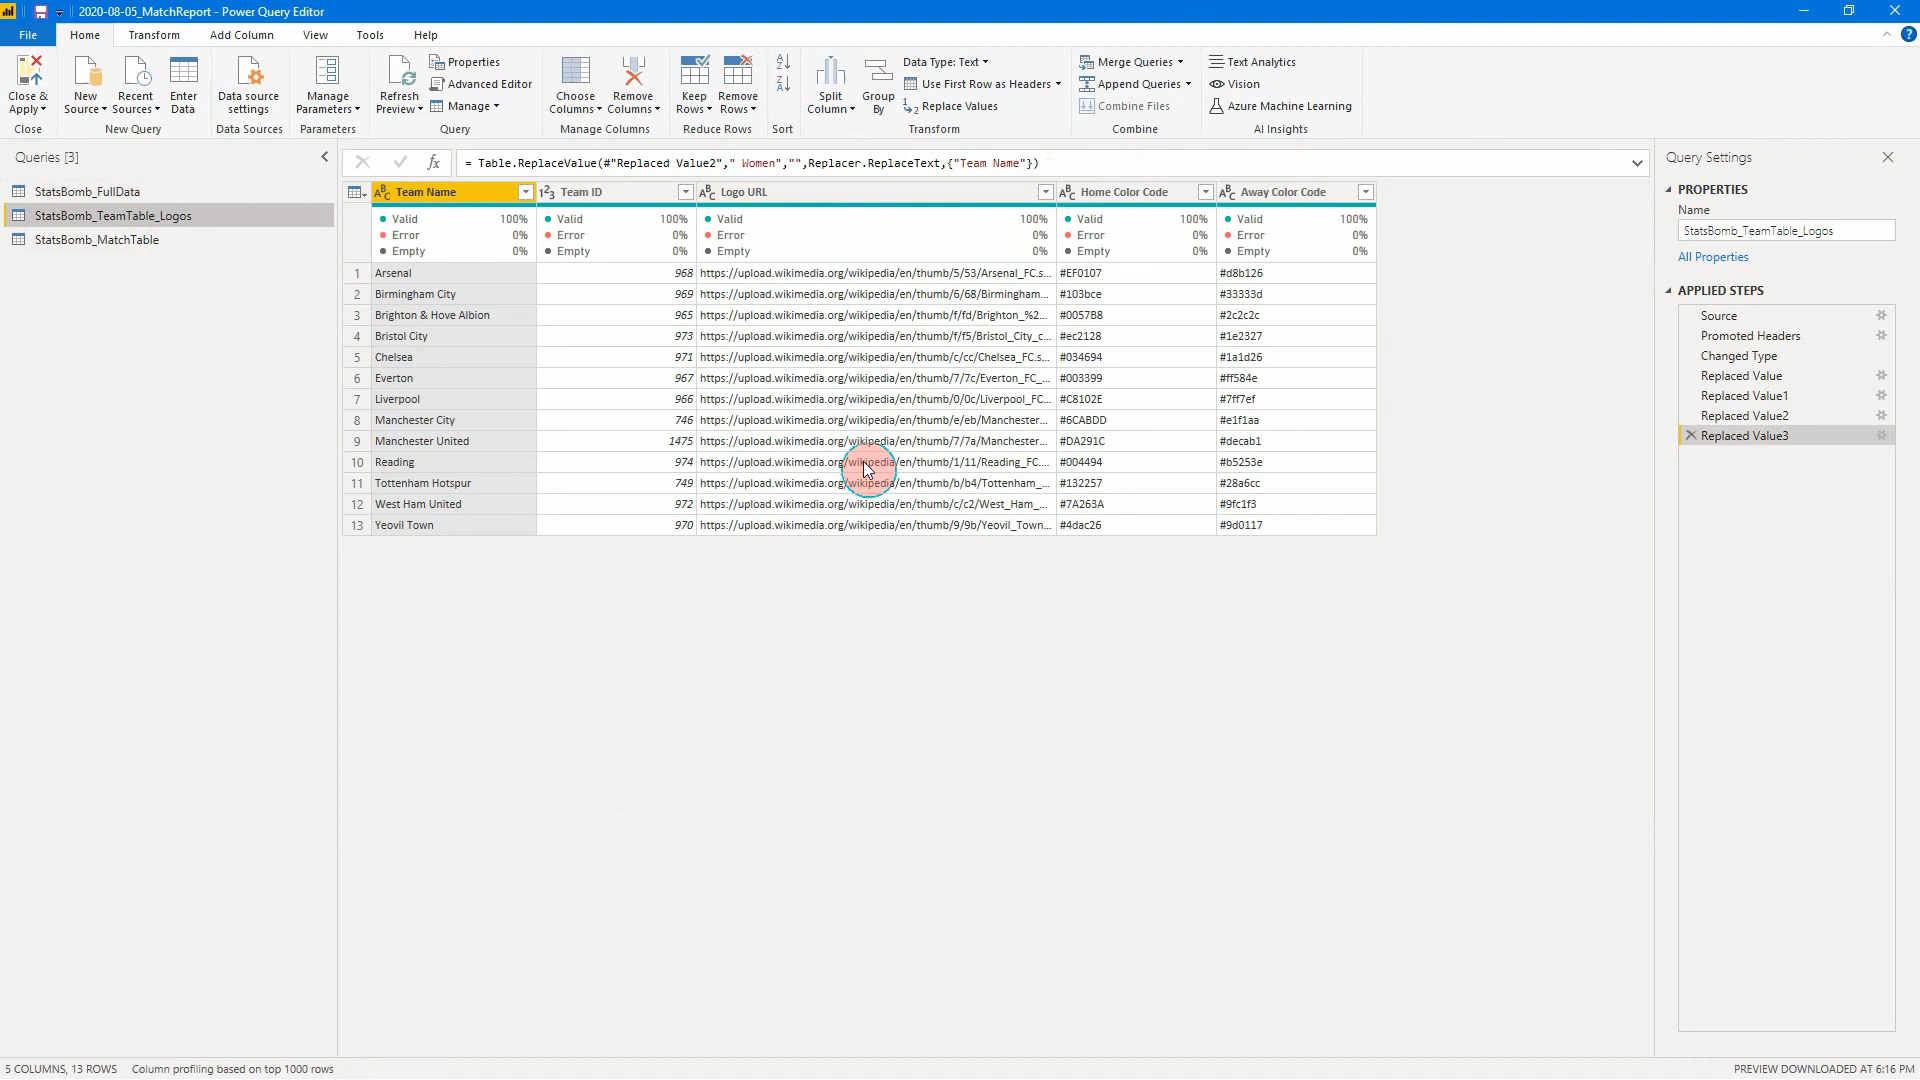 2020-08-05_MatchReport - Power Query Editor
File Home Transform Add Column View Tools Help
Close & Apply
Close
New Source
Recent Sources
Enter Data
New Query
Data source settings
Data Sources
Manage Parameters
Parameters
Refresh Preview
Properties
Advanced Editor
Manage
Query
Choose Columns
Remove Columns
Manage Columns
Keep Rows
Remove Rows
Reduce Rows
Sort
Split Column
Group By
Data Type: Text
Use First Row as Headers
Replace Values
Transform
Merge Queries
Append Queries
Combine Files
Combine
Text Analytics
Vision
Azure Machine Learning
AI Insights
Queries [3]
StatsBomb_FullData
StatsBomb_TeamTable_Logos
StatsBomb_MatchTable
= Table.ReplaceValue(#"Replaced Value2"," Women","",Replacer.ReplaceText,{"Team Name"})
Team Name Team ID Logo URL Home Color Code Away Color Code
Valid 100% Valid 100% Valid 100% Valid 100% Valid 100%
Error 0% Error 0% Error 0% Error 0% Error 0%
Empty 0% Empty 0% Empty 0% Empty 0% Empty 0%
1 Arsenal 968 https://upload.wikimedia.org/wikipedia/en/thumb/5/53/Arsenal_FC.s... #EF0107 #d8b126
2 Birmingham City 969 https://upload.wikimedia.org/wikipedia/en/thumb/6/68/Birmingham... #103bce #33333d
3 Brighton & Hove Albion 965 https://upload.wikimedia.org/wikipedia/en/thumb/f/fd/Brighton_%2... #0057B8 #2c2c2c
4 Bristol City 973 https://upload.wikimedia.org/wikipedia/en/thumb/f/f5/Bristol_City_c... #ec2128 #1e2327
5 Chelsea 971 https://upload.wikimedia.org/wikipedia/en/thumb/c/cc/Chelsea_FC.s... #034694 #1a1d26
6 Everton 967 https://upload.wikimedia.org/wikipedia/en/thumb/7/7c/Everton_FC_... #003399 #ff584e
7 Liverpool 966 https://upload.wikimedia.org/wikipedia/en/thumb/0/0c/Liverpool_FC... #C8102E #7ff7ef
8 Manchester City 746 https://upload.wikimedia.org/wikipedia/en/thumb/e/eb/Manchester... #6CABDD #e1f1aa
9 Manchester United 1475 https://upload.wikimedia.org/wikipedia/en/thumb/7/7a/Manchester... #DA291C #decab1
10 Reading 974 https://upload.wikimedia.org/wikipedia/en/thumb/1/11/Reading_FC.... #004494 #b5253e
11 Tottenham Hotspur 749 https://upload.wikimedia.org/wikipedia/en/thumb/b/b4/Tottenham_... #132257 #28a6cc
12 West Ham United 972 https://upload.wikimedia.org/wikipedia/en/thumb/c/c2/West_Ham_... #7A263A #9fc1f3
13 Yeovil Town 970 https://upload.wikimedia.org/wikipedia/en/thumb/9/9b/Yeovil_Town... #4dac26 #9d0117
Query Settings
PROPERTIES
Name
StatsBomb_TeamTable_Logos
All Properties
APPLIED STEPS
Source
Promoted Headers
Changed Type
Replaced Value
Replaced Value1
Replaced Value2
Replaced Value3
5 COLUMNS, 13 ROWS Column profiling based on top 1000 rows
PREVIEW DOWNLOADED AT 6:16 PM